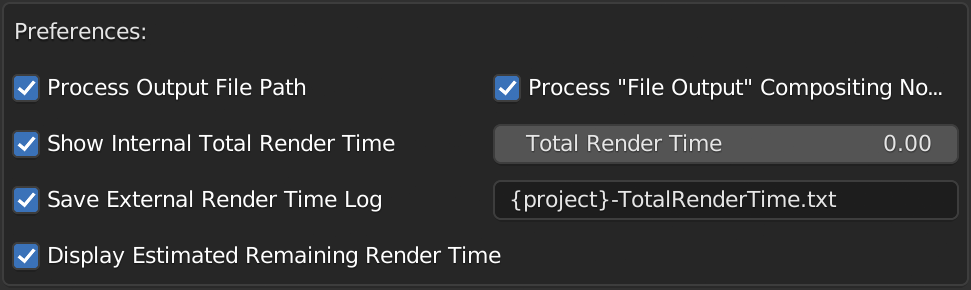 Preferences:
Process Output File Path
Process "File Output" Compositing No...
Show Internal Total Render Time
Total Render Time 0.00
Save External Render Time Log
{project}-TotalRenderTime.txt
Display Estimated Remaining Render Time